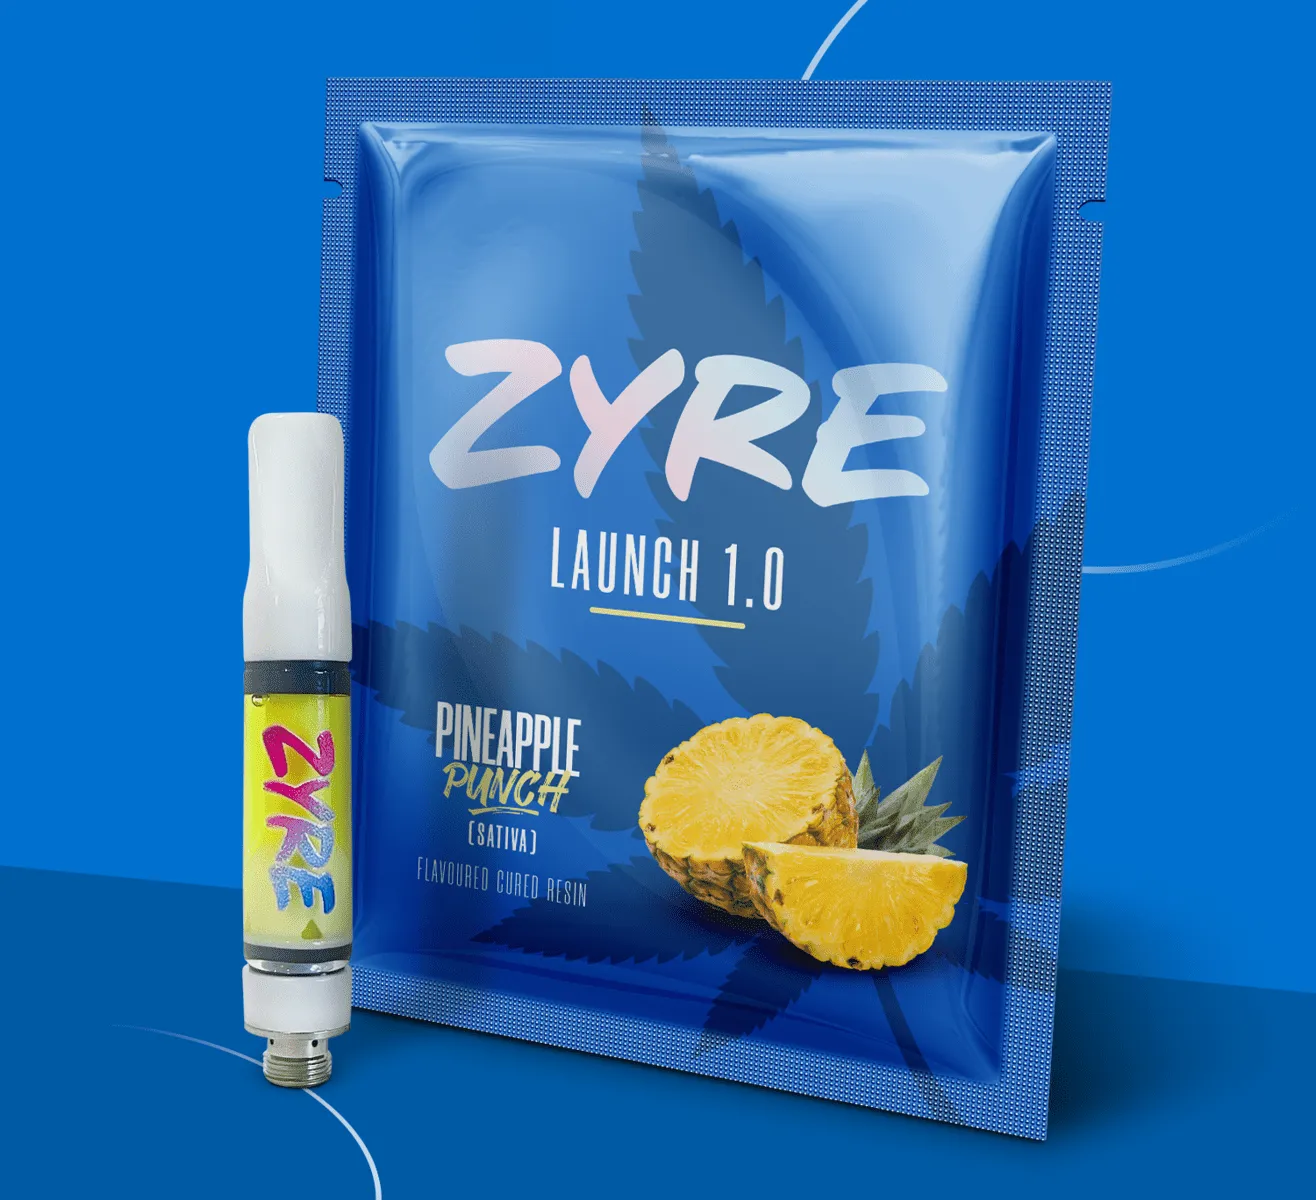 ZYRE
LAUNCH 1.0
PINEAPPLE
PUNCH
(SATIVA)
FLAVOURED CURED RESIN
ZYRE